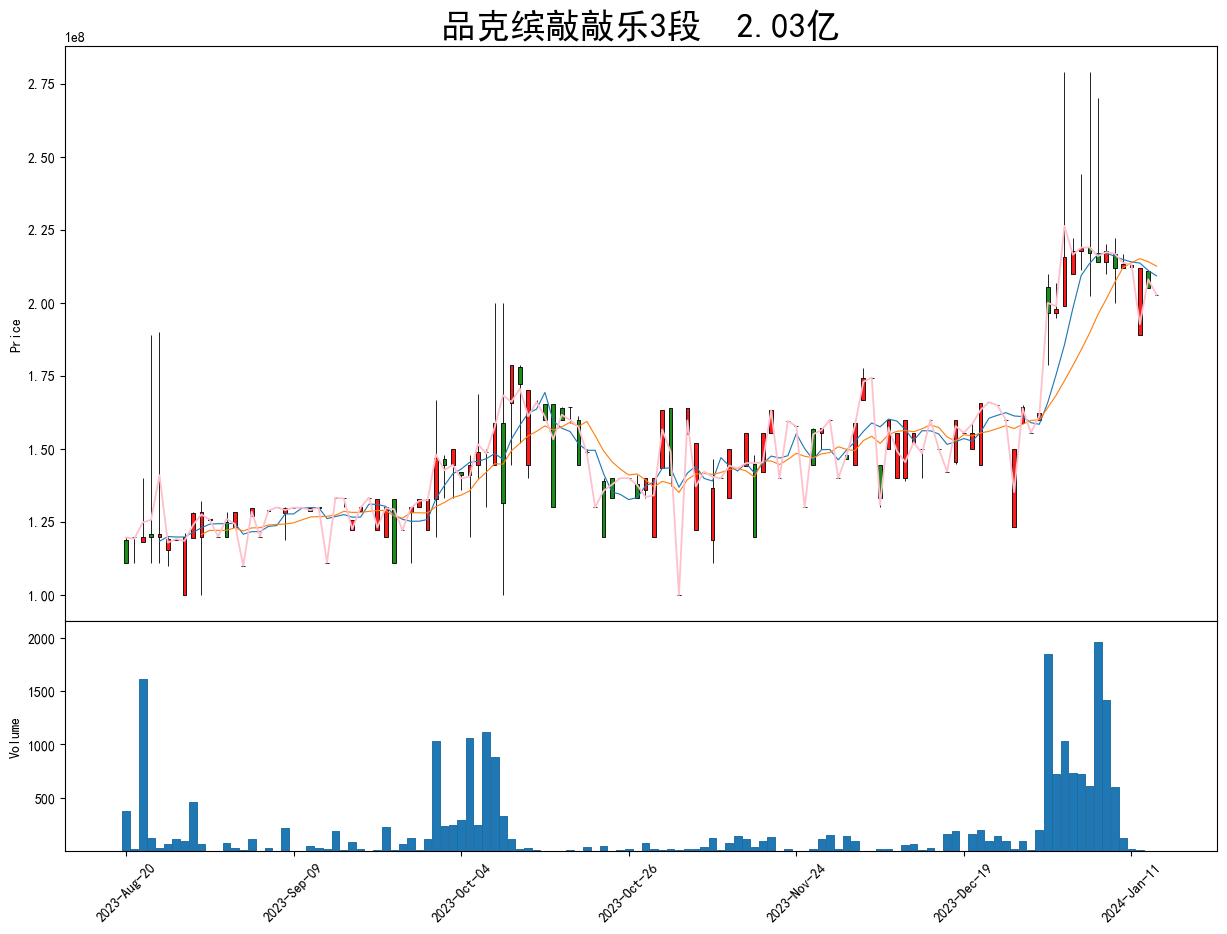 品克缤敲敲乐3段 2.03亿
1e8
2.75
2.50
2.25
2.00
1.75
1.50
1.25
1.00
Price
2000
1500
1000
500
Volume
2023-Aug-20
2023-Sep-09
2023-Oct-04
2023-Oct-26
2023-Nov-24
2023-Dec-19
2024-Jan-11